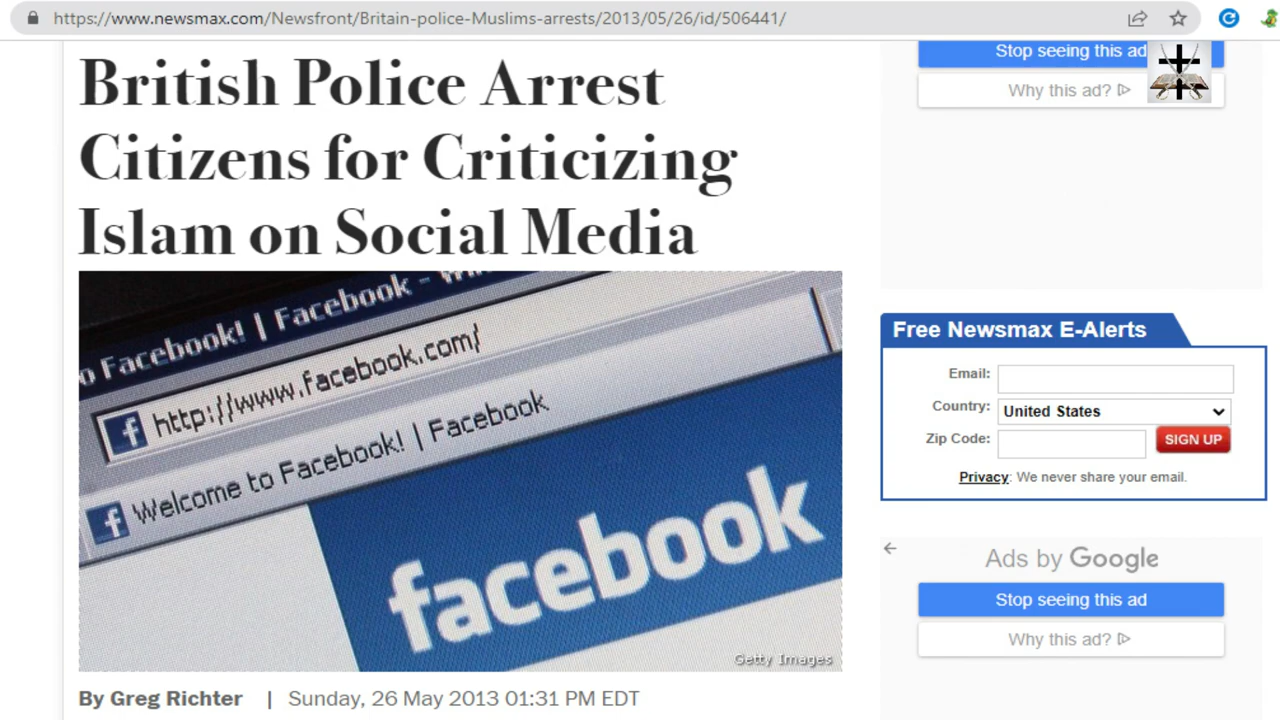 https://www.newsmax.com/Newsfront/Britain-police-Muslims-arrests/2013/05/26/id/506441/
British Police Arrest
Citizens for Criticizing
Islam on Social Media
o Facebook! | Facebook -
http://www.facebook.com/
Welcome to Facebook! | Facebook
facebook
Getty Images
By Greg Richter | Sunday, 26 May 2013 01:31 PM EDT
Stop seeing this ad
Why this ad?
Free Newsmax E-Alerts
Email:
Country: United States
Zip Code: SIGN UP
Privacy: We never share your email.
Ads by Google
Stop seeing this ad
Why this ad?